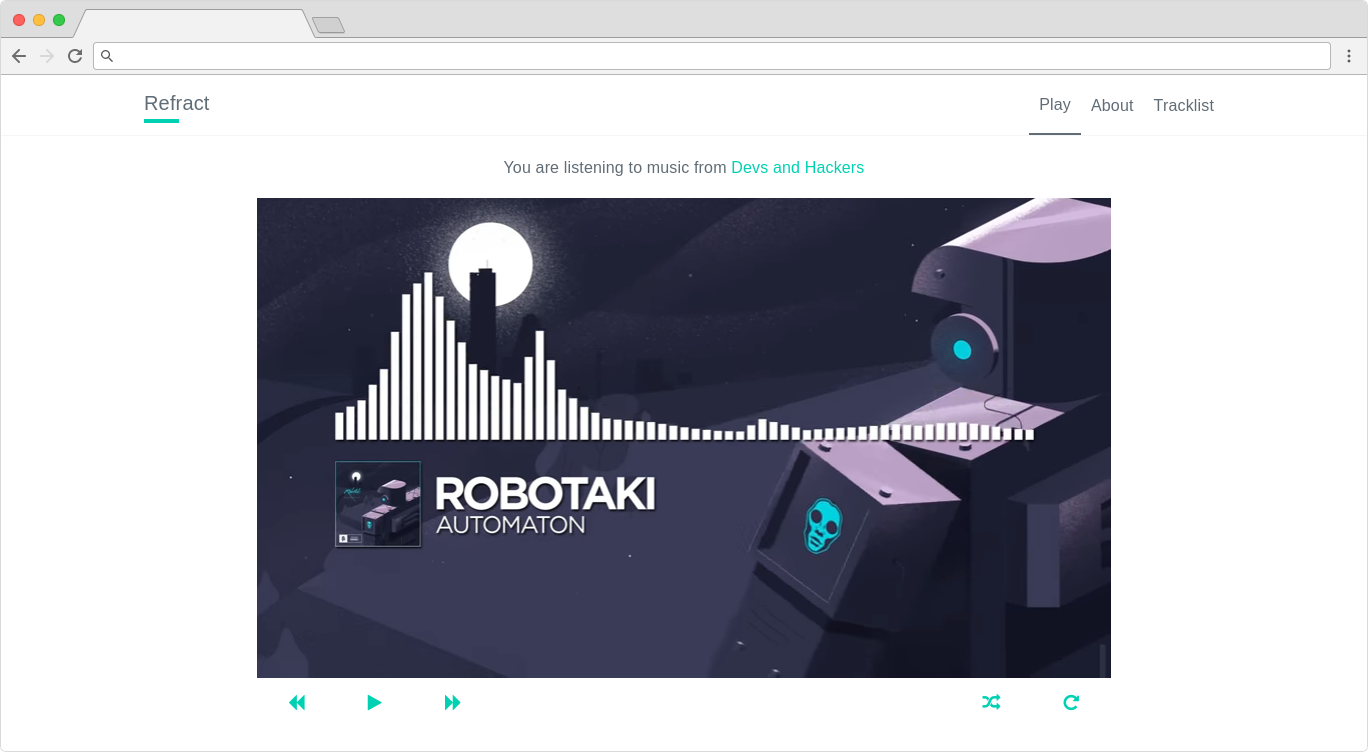 Refract
Play About Tracklist
You are listening to music from Devs and Hackers
ROBOTAKI
AUTOMATON